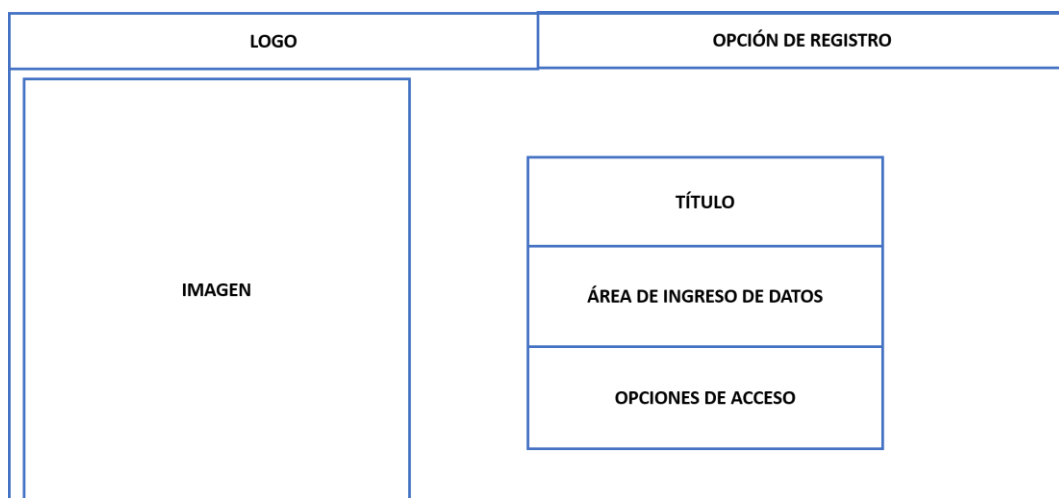 LOGO
OPCIÓN DE REGISTRO
IMAGEN
TÍTULO
ÁREA DE INGRESO DE DATOS
OPCIONES DE ACCESO